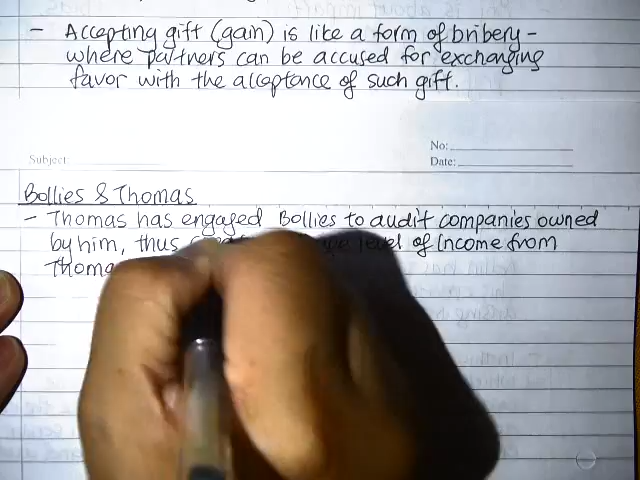 - Accepting gift (gain) is like a form of bribery -
where partners can be accused for exchanging
favor with the acceptance of such gift.
No:
Subject:
Date:
Bollies & Thomas
- Thomas has engaged Bollies to audit companies owned
by him, thus level of Income from